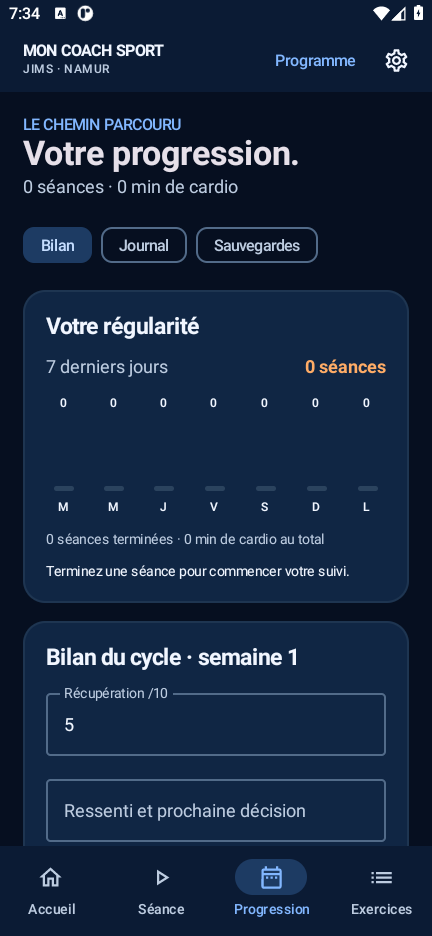 7:34
MON COACH SPORT
JIMS · NAMUR
Programme
LE CHEMIN PARCOURU
Votre progression.
0 séances · 0 min de cardio
Bilan
Journal
Sauvegardes
Votre régularité
7 derniers jours
0 séances
0 0 0 0 0 0 0
M M J V S D L
0 séances terminées · 0 min de cardio au total
Terminez une séance pour commencer votre suivi.
Bilan du cycle · semaine 1
Récupération /10
5
Ressenti et prochaine décision
Accueil
Séance
Progression
Exercices